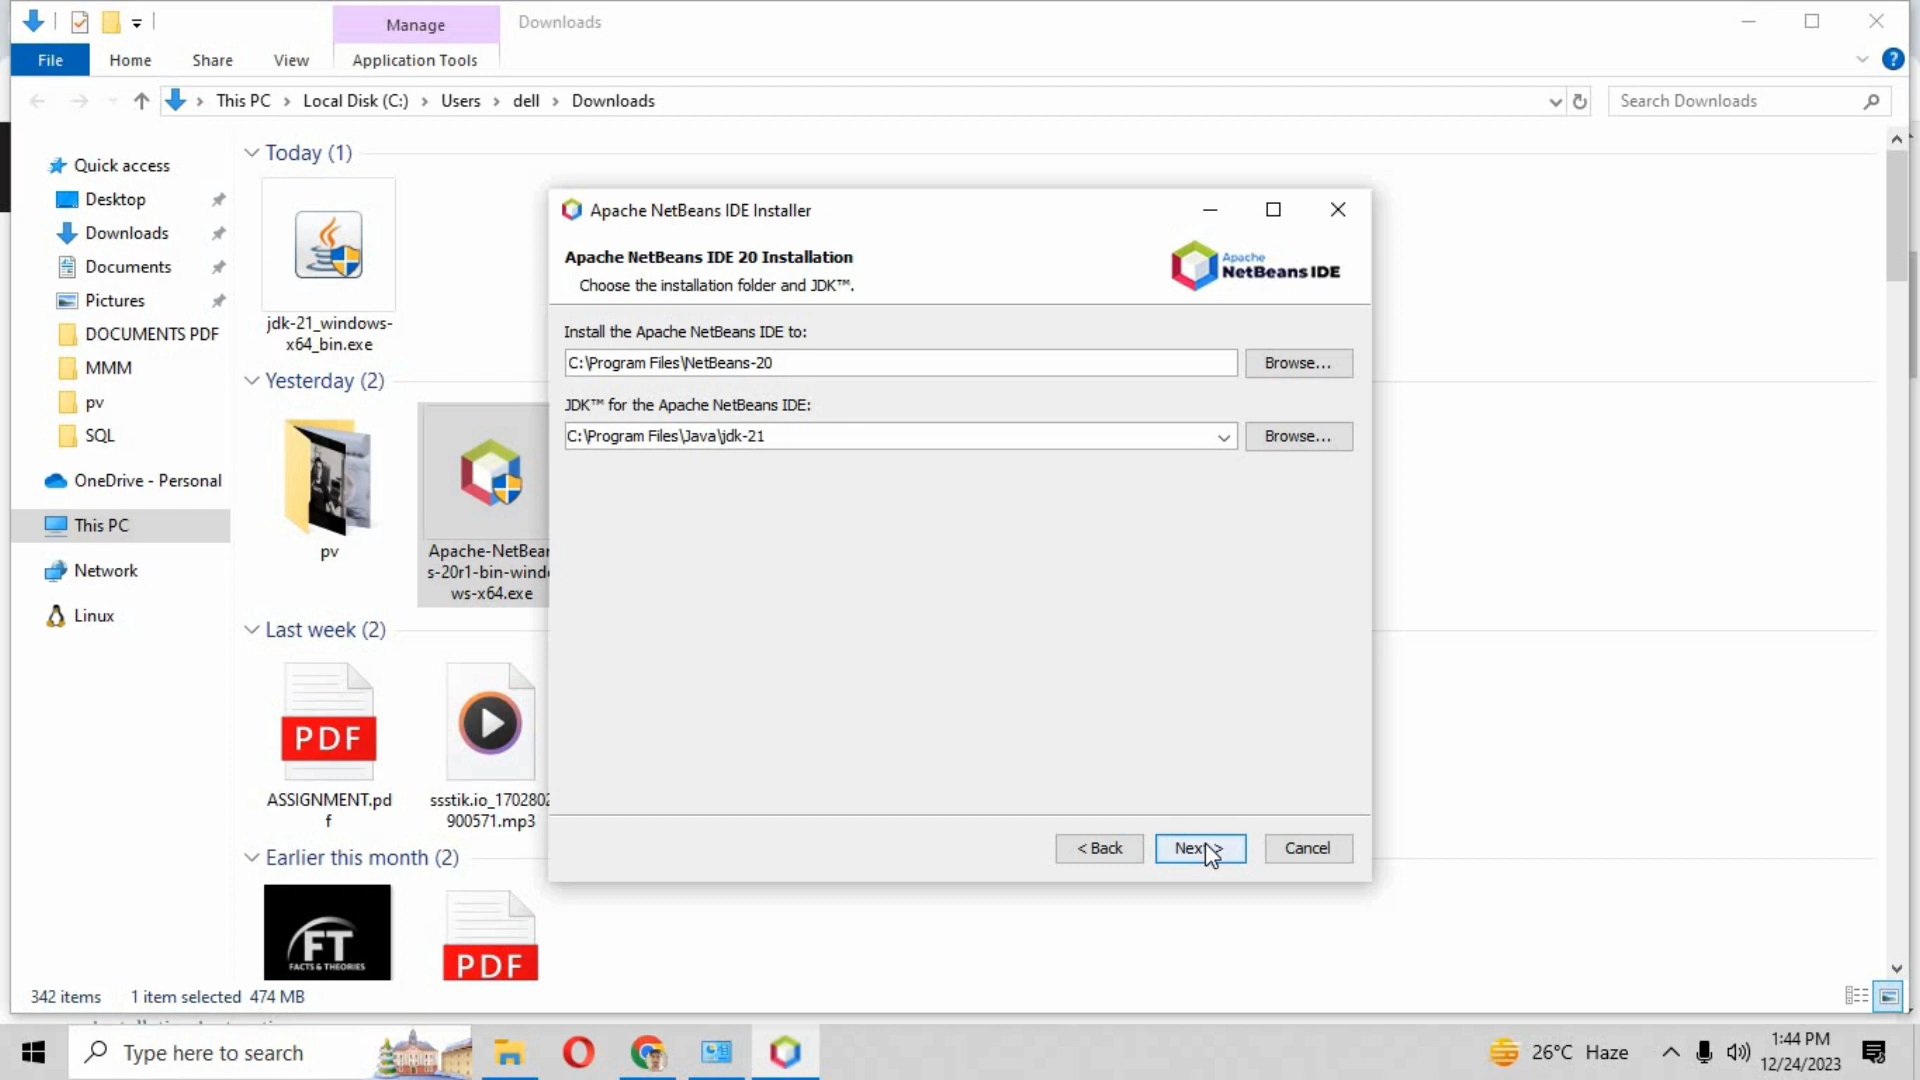 Manage
Downloads
File
Home
Share
View
Application Tools
This PC
Local Disk (C:)
Users
dell
Downloads
Search Downloads
Quick access
Desktop
Downloads
Documents
Pictures
DOCUMENTS PDF
MMM
pv
SQL
OneDrive - Personal
This PC
Network
Linux
Today (1)
jdk-21_windows-
x64_bin.exe
Yesterday (2)
pv
Apache-NetBean
s-20r1-bin-windo
ws-x64.exe
Last week (2)
PDF
ASSIGNMENT.pd
f
ssstik.io_1702802
900571.mp3
Earlier this month (2)
FT
FACTS & THEORIES
PDF
Apache NetBeans IDE Installer
Apache NetBeans IDE 20 Installation
Choose the installation folder and JDK™.
Apache
NetBeans IDE
Install the Apache NetBeans IDE to:
C:\Program Files\NetBeans-20
Browse...
JDK™ for the Apache NetBeans IDE:
C:\Program Files\Java\jdk-21
Browse...
< Back
Next >
Cancel
342 items
1 item selected 474 MB
Type here to search
26°C Haze
1:44 PM
12/24/2023